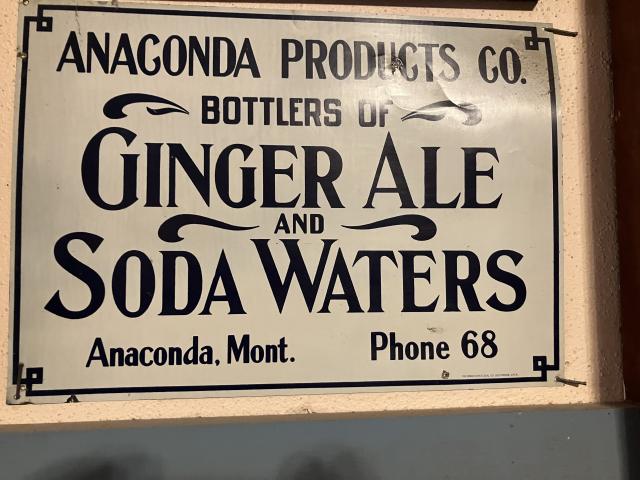 ANACONDA PRODUCTS CO.
BOTTLERS OF
GINGER ALE
AND
SODA WATERS
Anaconda, Mont. Phone 68